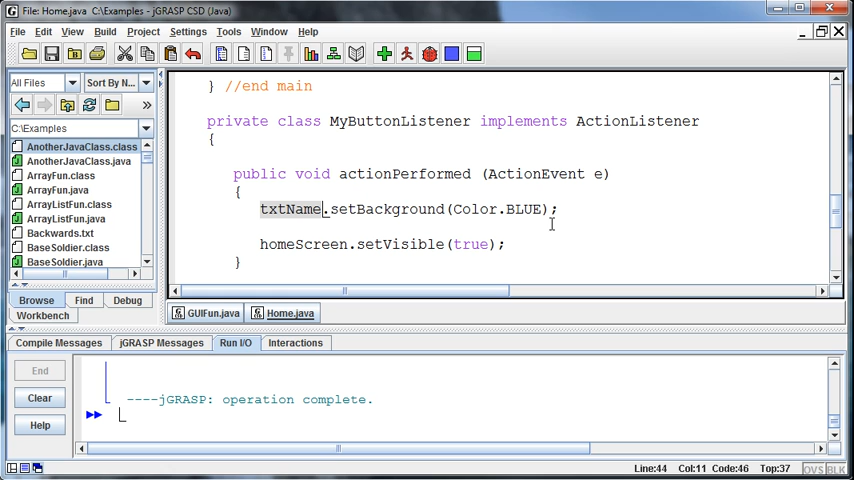 File: Home.java C:\Examples - jGRASP CSD (Java)
File Edit View Build Project Settings Tools Window Help
All Files Sort By N...
C:\Examples
AnotherJavaClass.class
AnotherJavaClass.java
ArrayFun.class
ArrayFun.java
ArrayListFun.class
ArrayListFun.java
Backwards.txt
BaseSoldier.class
BaseSoldier.java
Browse Find Debug
Workbench
} //end main
private class MyButtonListener implements ActionListener
{
public void actionPerformed (ActionEvent e)
{
txtName.setBackground(Color.BLUE);
homeScreen.setVisible(true);
}
GUIFun.java Home.java
Compile Messages jGRASP Messages Run I/O Interactions
End
Clear
Help
----jGRASP: operation complete.
Line:44 Col:11 Code:46 Top:37 OVS BLK